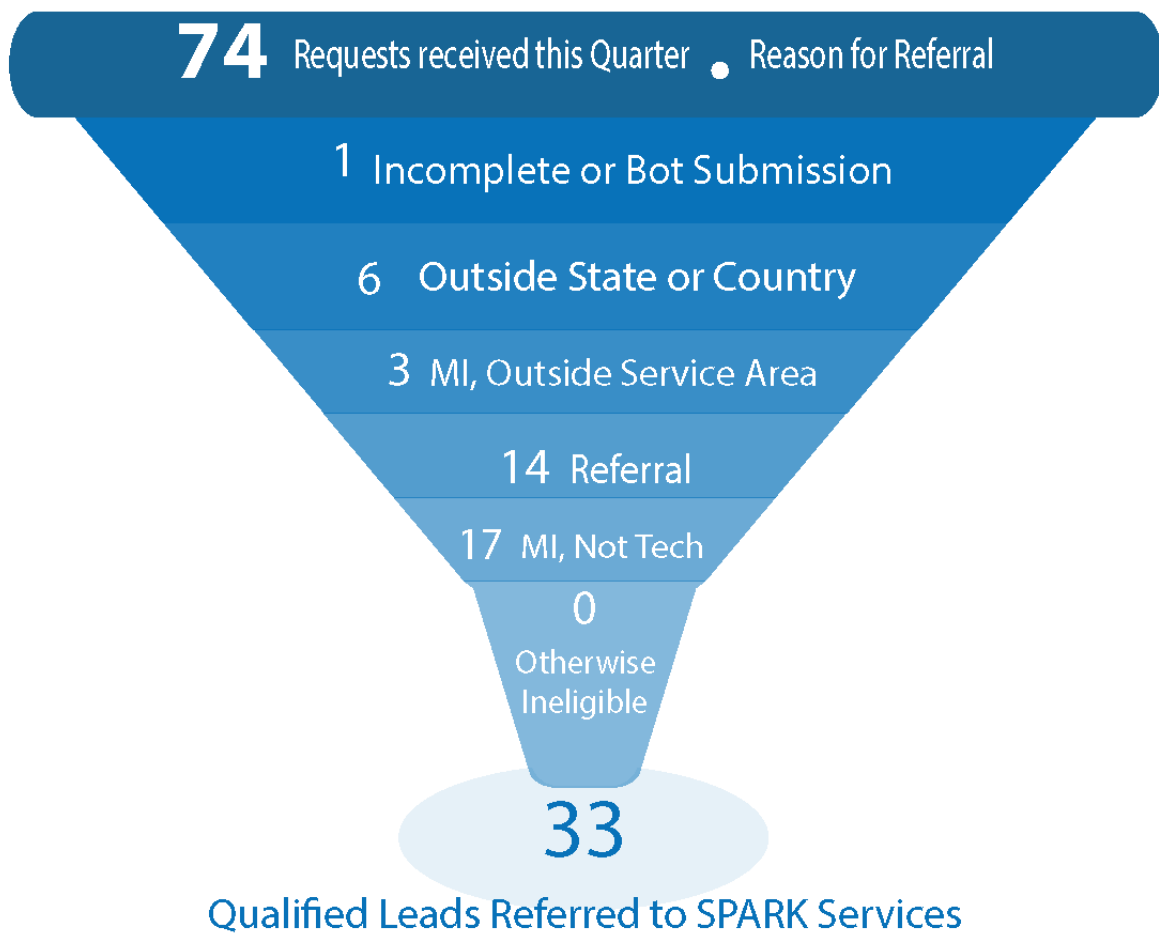 74 Requests received this Quarter . Reason for Referral
1 Incomplete or Bot Submission
6 Outside State or Country
3 MI, Outside Service Area
14 Referral
17 MI, Not Tech
0
Otherwise
Ineligible
33
Qualified Leads Referred to SPARK Services